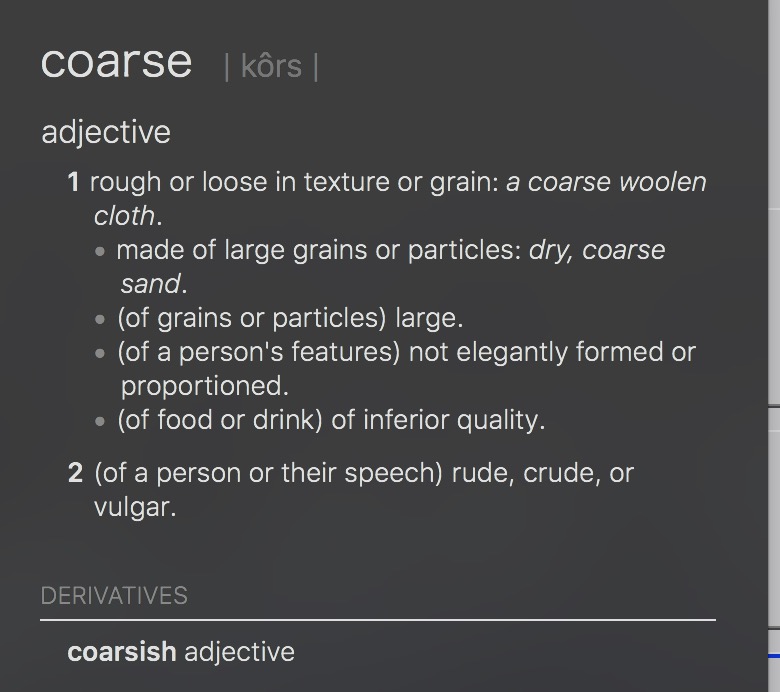 coarse | kôrs |
adjective
1 rough or loose in texture or grain: a coarse woolen
cloth.
• made of large grains or particles: dry, coarse
sand.
• (of grains or particles) large.
• (of a person's features) not elegantly formed or
proportioned.
• (of food or drink) of inferior quality.
2 (of a person or their speech) rude, crude, or
vulgar.
DERIVATIVES
coarsish adjective